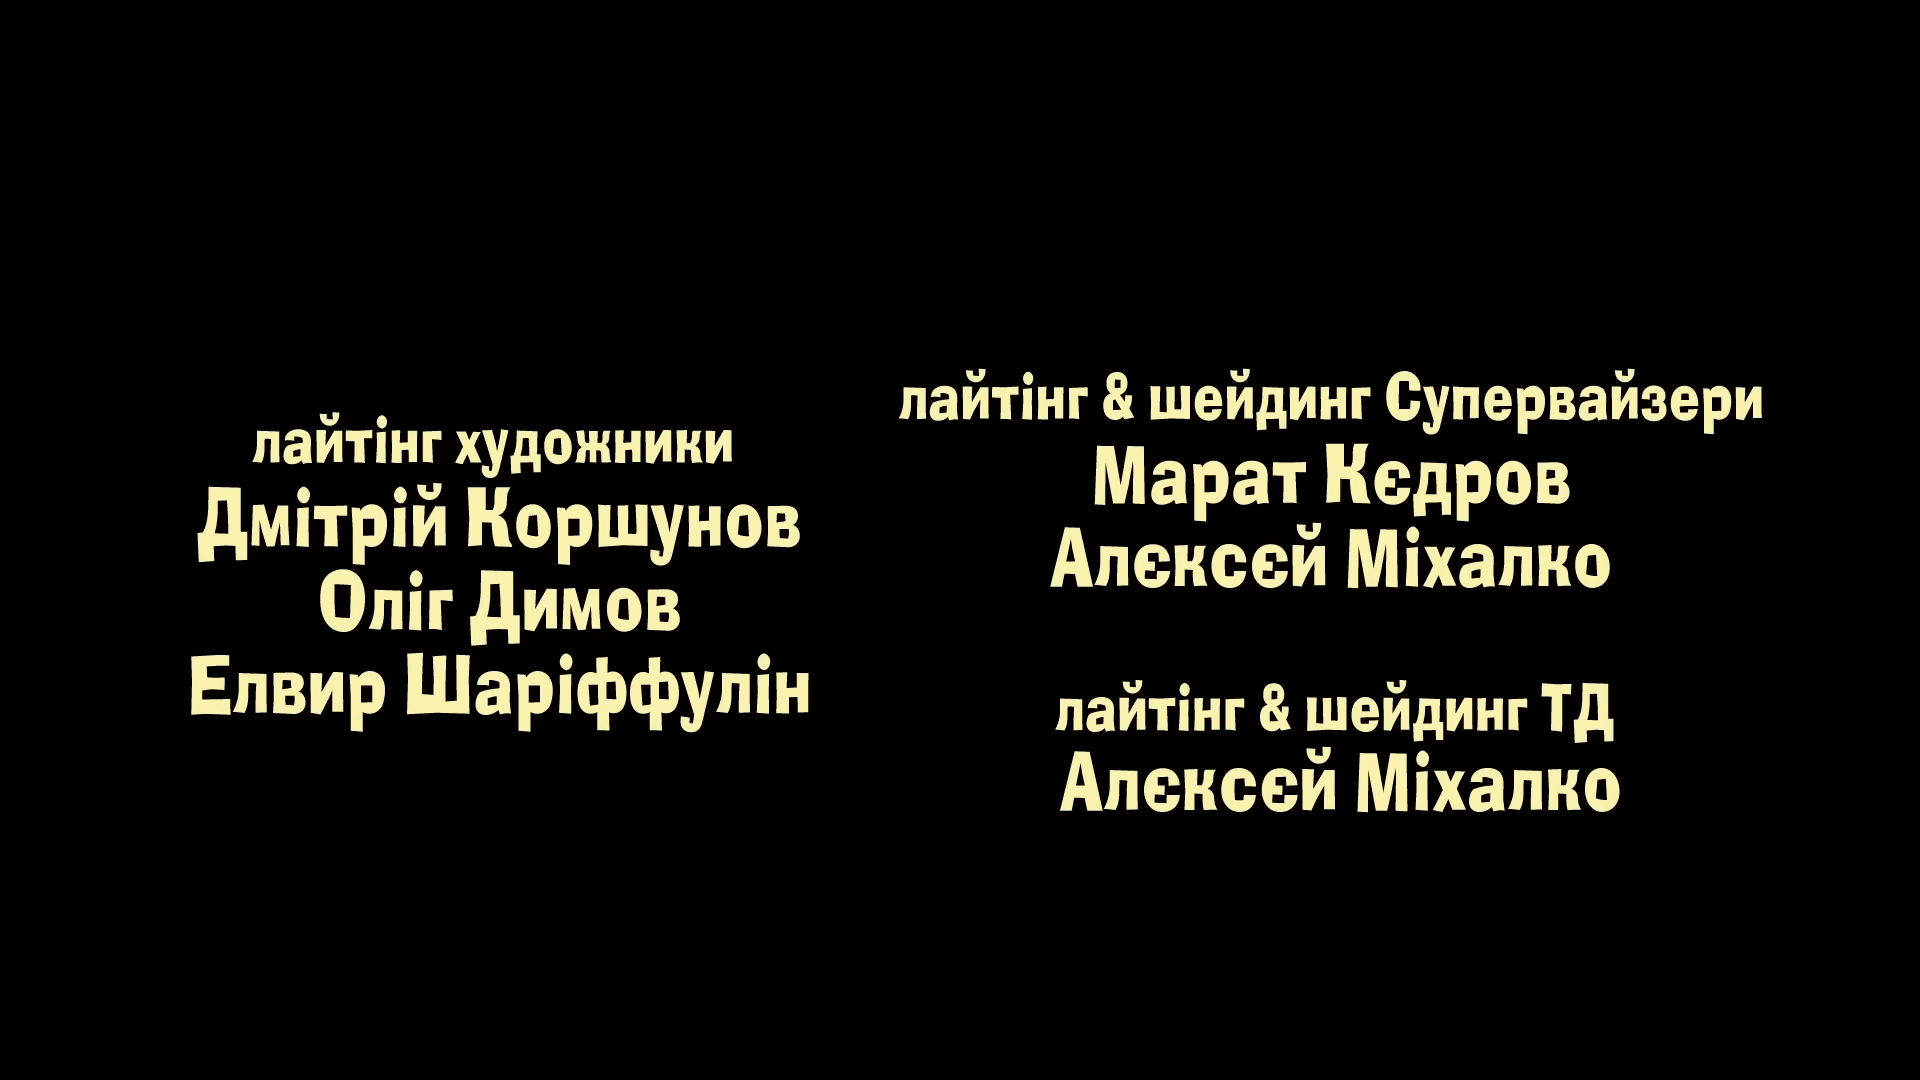 лайтінг художники
Дмітрій Коршунов
Оліг Димов
Елвир Шаріффулін
лайтінг & шейдинг Супервайзери
Марат Кєдров
Алєксєй Міхалко
лайтінг & шейдинг ТД
Алєксєй Міхалко